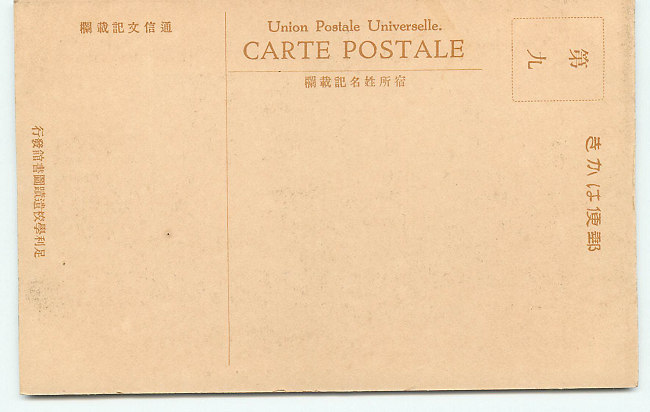 通信文記載欄
Union Postale Universelle.
CARTE POSTALE
宿所姓名記載欄
第九
郵便はかき
足利學校遺蹟圖書館發行